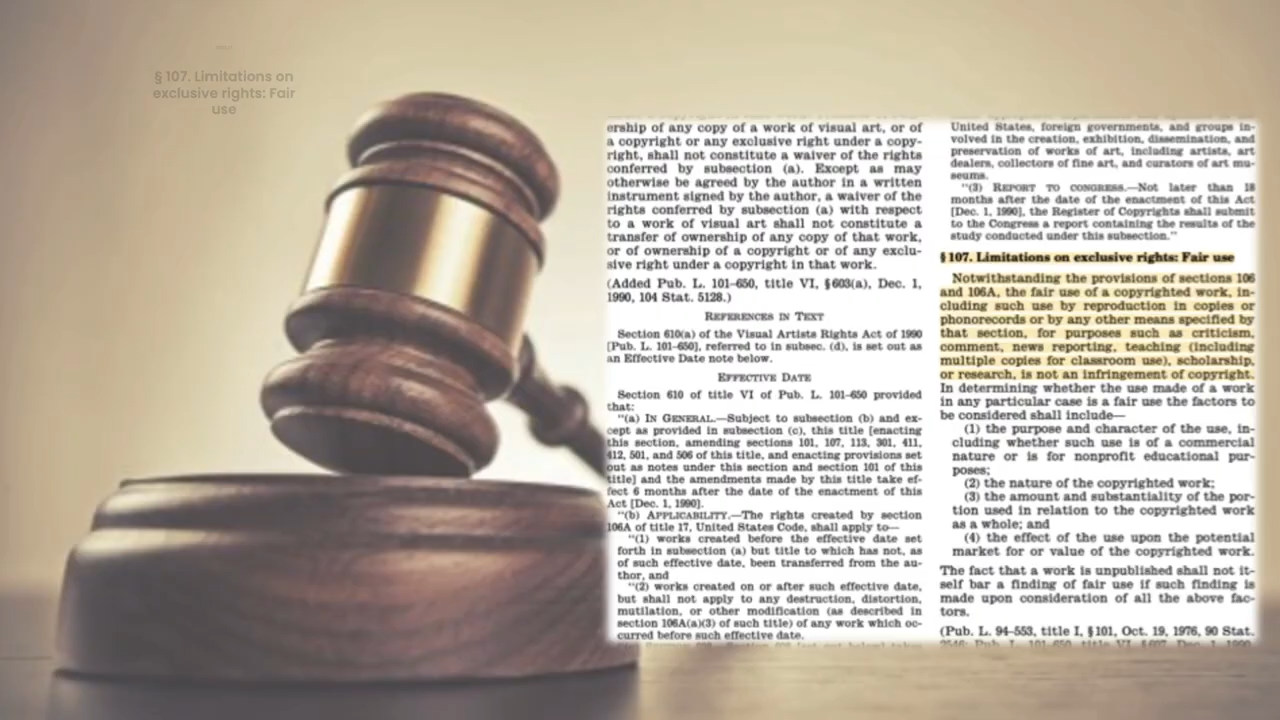 § 107. Limitations on
exclusive rights: Fair
use
ership of any copy of a work of visual art, or of
a copyright or any exclusive right under a copy-
right, shall not constitute a waiver of the rights
conferred by subsection (a). Except as may
otherwise be agreed by the author in a written
instrument signed by the author, a waiver of the
rights conferred by subsection (a) with respect
to a work of visual art shall not constitute a
transfer of ownership of any copy of that work,
or of ownership of a copyright or of any exclu-
sive right under a copyright in that work.
(Added Pub. L. 101–650, title VI, § 603(a), Dec. 1,
1990, 104 Stat. 5128.)
REFERENCES IN TEXT
Section 610(a) of the Visual Artists Rights Act of 1990
[Pub. L. 101–650], referred to in subsec. (d), is set out as
an Effective Date note below.
EFFECTIVE DATE
Section 610 of title VI of Pub. L. 101–650 provided
that:
"(a) IN GENERAL.—Subject to subsection (b) and ex-
cept as provided in subsection (c), this title [enacting
this section, amending sections 101, 107, 113, 301, 411,
412, 501, and 506 of this title, and enacting provisions set
out as notes under this section and section 101 of this
title] and the amendments made by this title take ef-
fect 6 months after the date of the enactment of this
Act [Dec. 1, 1990].
"(b) APPLICABILITY.—The rights created by section
106A of title 17, United States Code, shall apply to—
"(1) works created before the effective date set
forth in subsection (a) but title to which has not, as
of such effective date, been transferred from the au-
thor, and
"(2) works created on or after such effective date,
but shall not apply to any destruction, distortion,
mutilation, or other modification (as described in
section 106A(a)(3) of such title) of any work which oc-
curred before such effective date.
United States, foreign governments, and groups in-
volved in the creation, exhibition, dissemination, and
preservation of works of art, including artists, art
dealers, collectors of fine art, and curators of art mu-
seums.
"(3) REPORT TO CONGRESS.—Not later than 18
months after the date of the enactment of this Act
[Dec. 1, 1990], the Register of Copyrights shall submit
to the Congress a report containing the results of the
study conducted under this subsection."
§ 107. Limitations on exclusive rights: Fair use
Notwithstanding the provisions of sections 106
and 106A, the fair use of a copyrighted work, in-
cluding such use by reproduction in copies or
phonorecords or by any other means specified by
that section, for purposes such as criticism,
comment, news reporting, teaching (including
multiple copies for classroom use), scholarship,
or research, is not an infringement of copyright.
In determining whether the use made of a work
in any particular case is a fair use the factors to
be considered shall include—
(1) the purpose and character of the use, in-
cluding whether such use is of a commercial
nature or is for nonprofit educational pur-
poses;
(2) the nature of the copyrighted work;
(3) the amount and substantiality of the por-
tion used in relation to the copyrighted work
as a whole; and
(4) the effect of the use upon the potential
market for or value of the copyrighted work.
The fact that a work is unpublished shall not it-
self bar a finding of fair use if such finding is
made upon consideration of all the above fac-
tors.
(Pub. L. 94–553, title I, § 101, Oct. 19, 1976, 90 Stat.